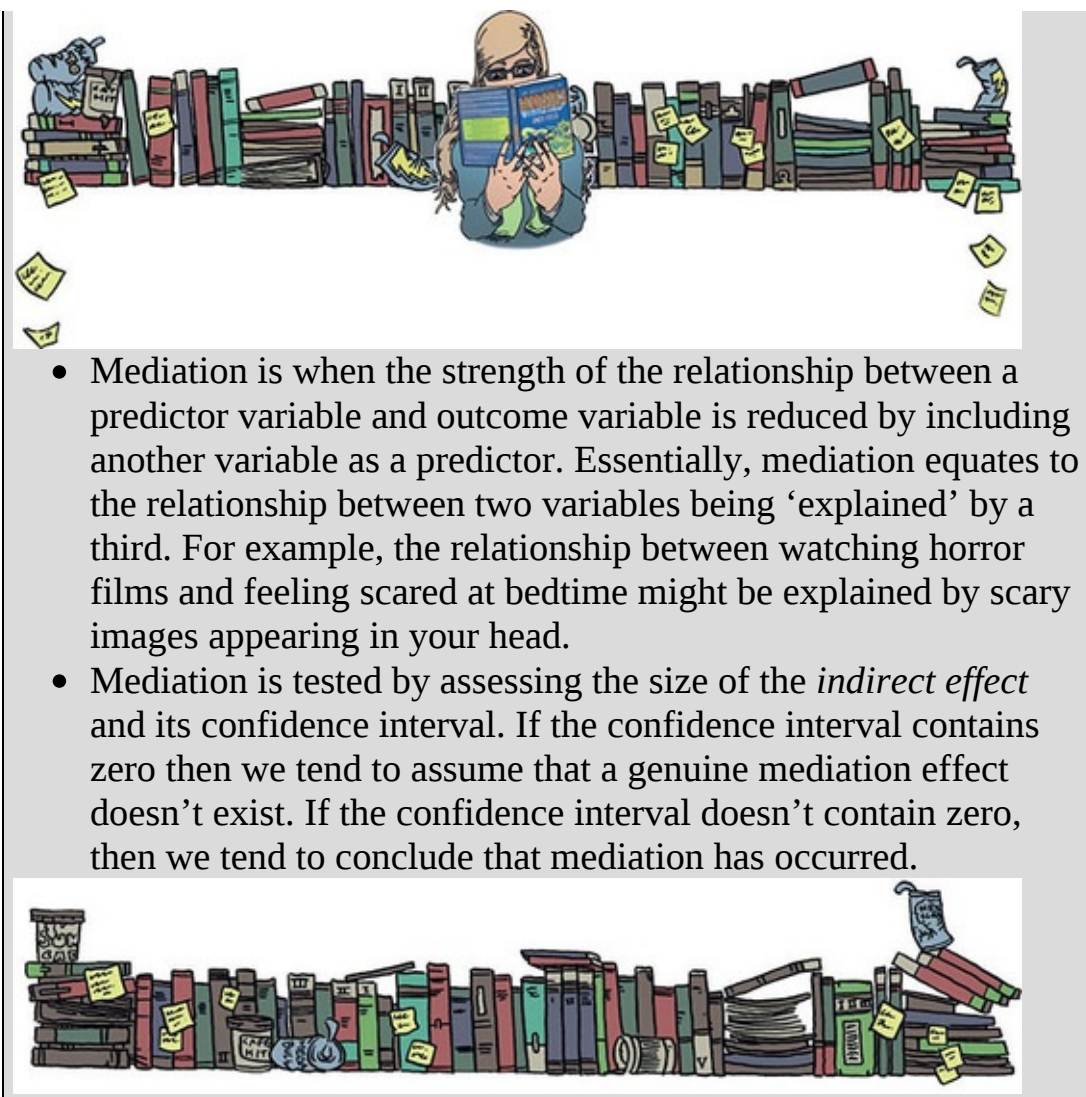 I II
• Mediation is when the strength of the relationship between a
predictor variable and outcome variable is reduced by including
another variable as a predictor. Essentially, mediation equates to
the relationship between two variables being ‘explained’ by a
third. For example, the relationship between watching horror
films and feeling scared at bedtime might be explained by scary
images appearing in your head.
• Mediation is tested by assessing the size of the indirect effect
and its confidence interval. If the confidence interval contains
zero then we tend to assume that a genuine mediation effect
doesn’t exist. If the confidence interval doesn’t contain zero,
then we tend to conclude that mediation has occurred.
III II I
V